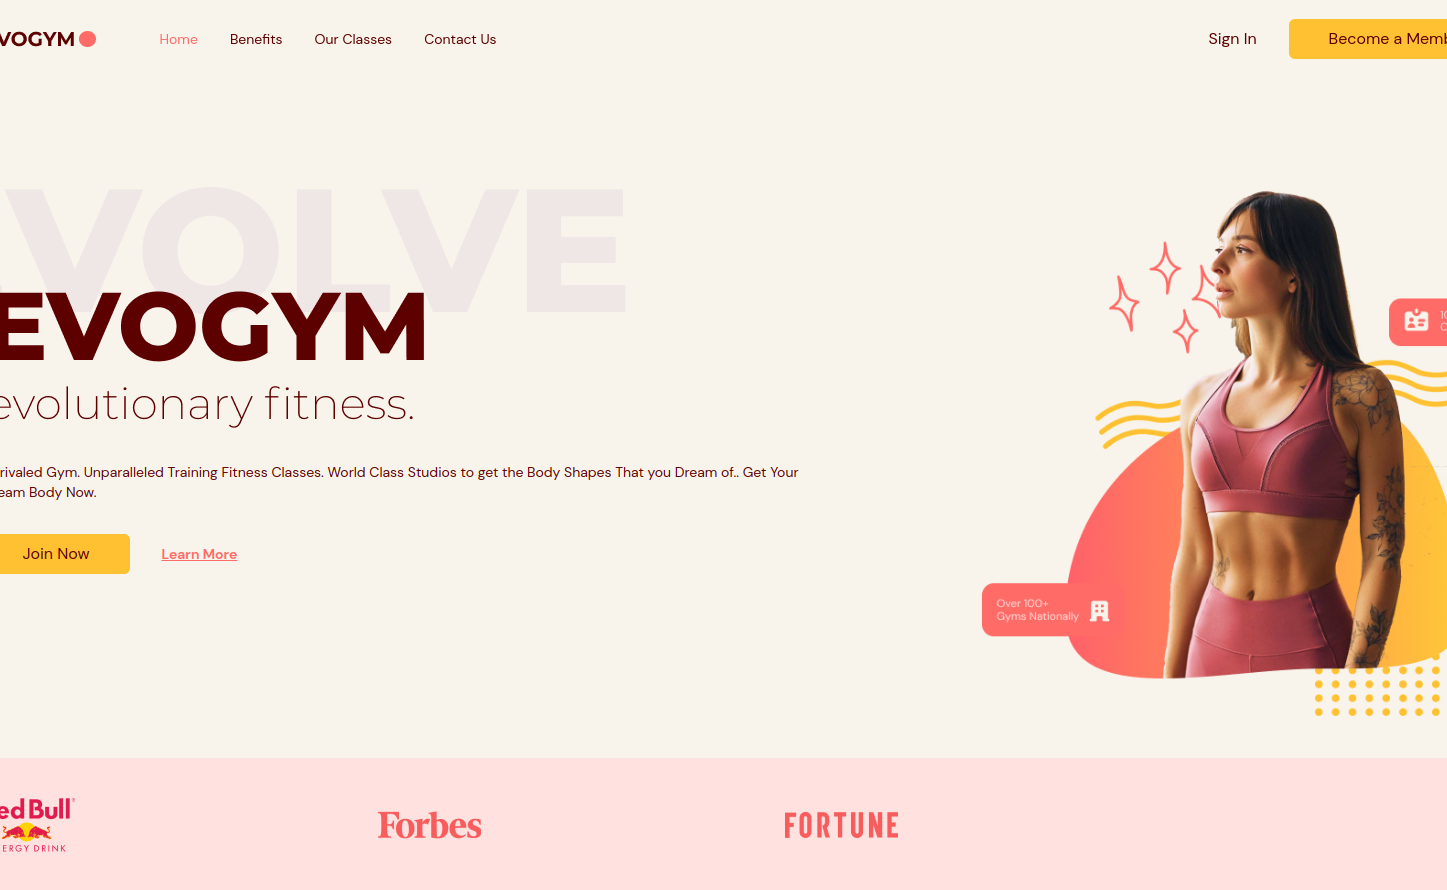 VOGYM
Home Benefits Our Classes Contact Us Sign In Become a Memb
VOLVE
EVOGYM
evolutionary fitness.
rivaled Gym. Unparalleled Training Fitness Classes. World Class Studios to get the Body Shapes That you Dream of.. Get Your
eam Body Now.
Join Now Learn More
10
Over 100+
Gyms Nationally
ed Bull
ERGY DRINK
Forbes
FORTUNE